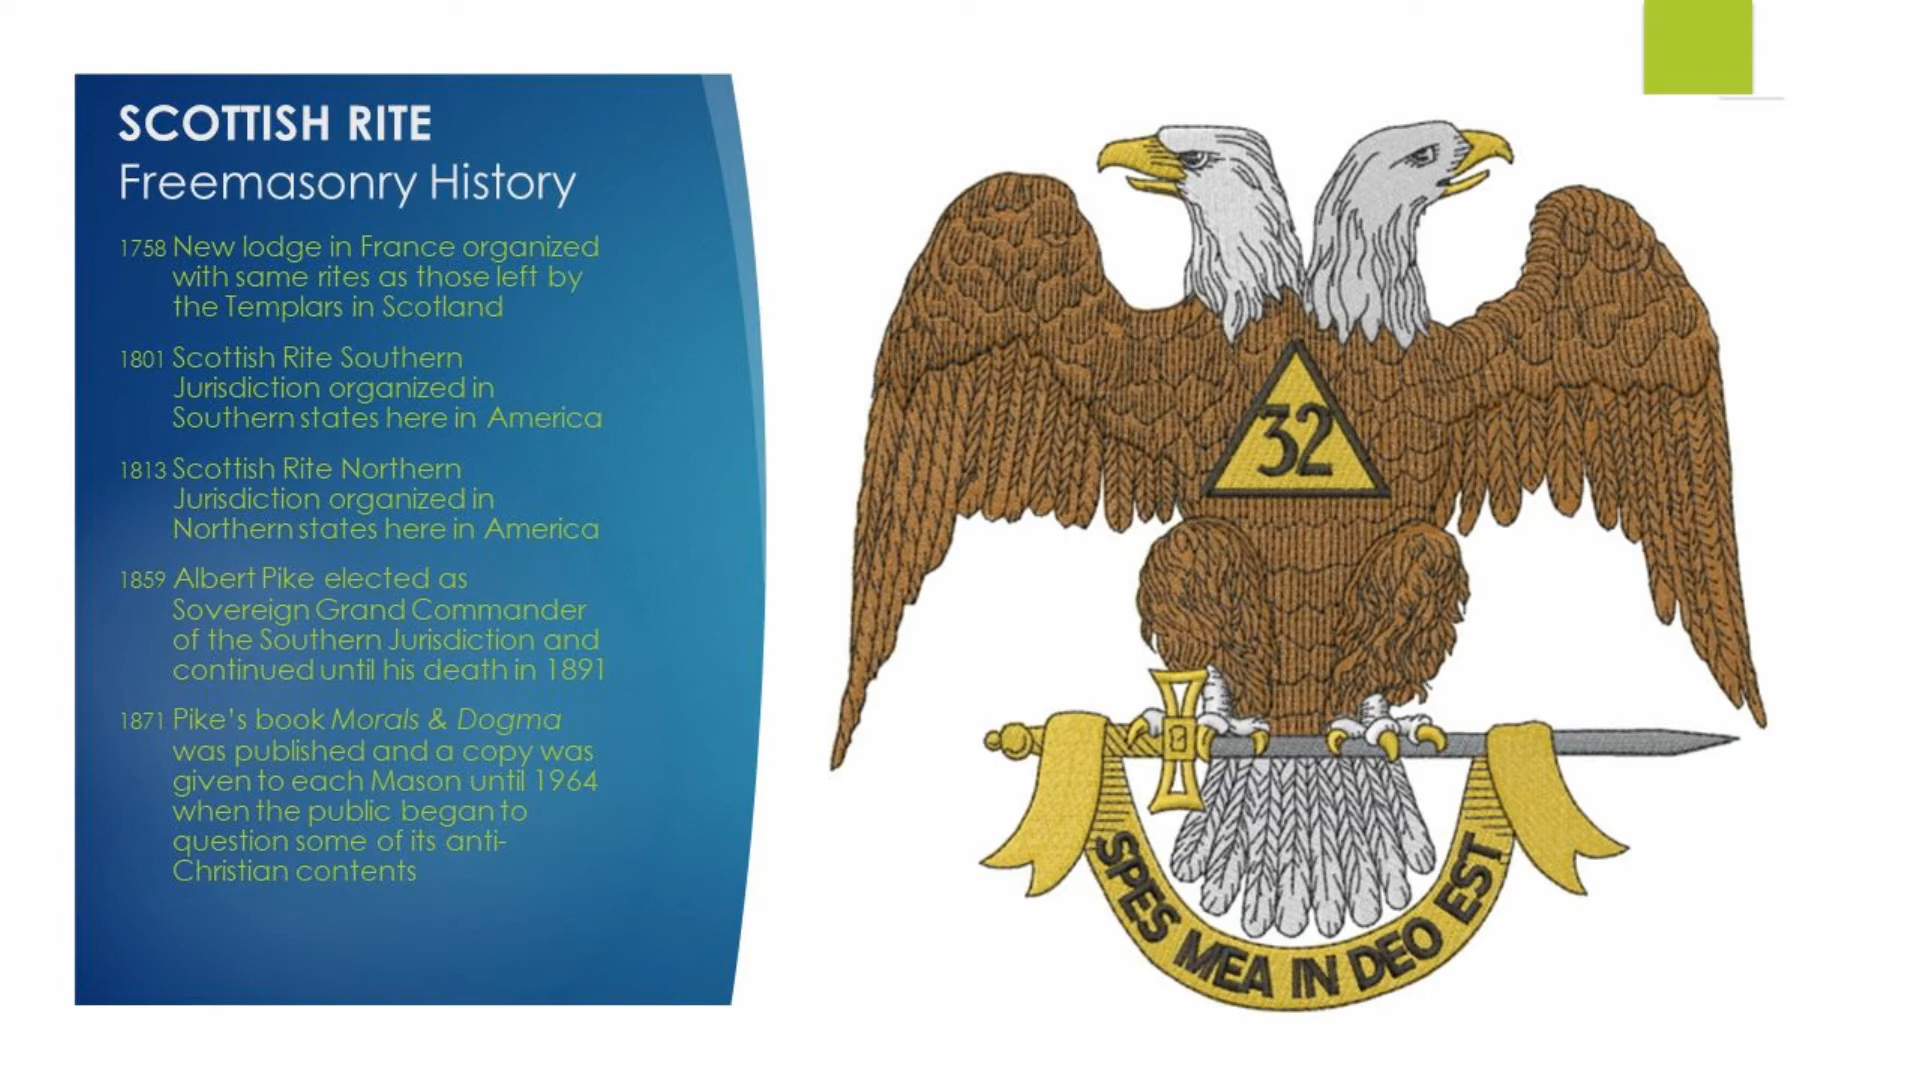 SCOTTISH RITE
Freemasonry History
1758 New lodge in France organized
with same rites as those left by
the Templars in Scotland
1801 Scottish Rite Southern
Jurisdiction organized in
Southern states here in America
1813 Scottish Rite Northern
Jurisdiction organized in
Northern states here in America
1859 Albert Pike elected as
Sovereign Grand Commander
of the Southern Jurisdiction and
continued until his death in 1891
1871 Pike's book Morals & Dogma
was published and a copy was
given to each Mason until 1964
when the public began to
question some of its anti-
Christian contents
32
SPES MEA IN DEO EST